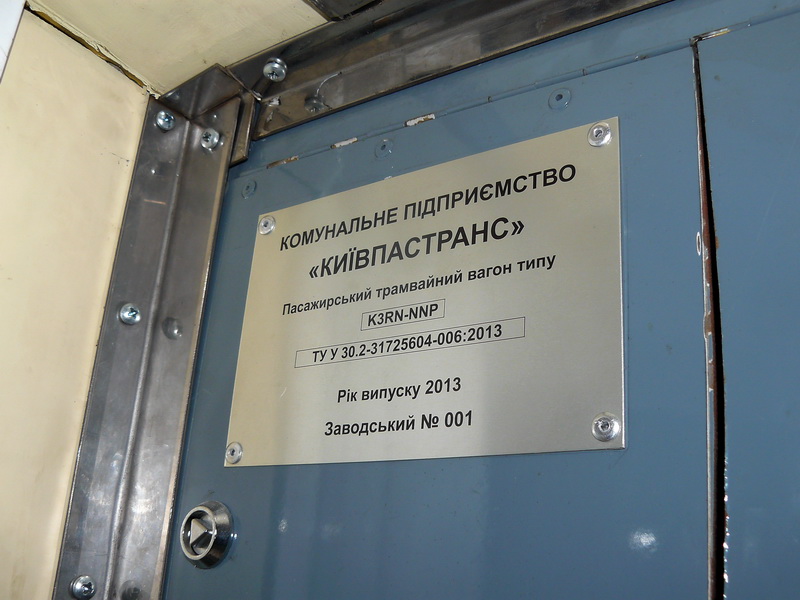 КОМУНАЛЬНЕ ПІДПРИЄМСТВО
«КИЇВПАСТРАНС»
Пасажирський трамвайний вагон типу
K3RN-NNP
ТУ У 30.2-31725604-006:2013
Рік випуску 2013
Заводський № 001